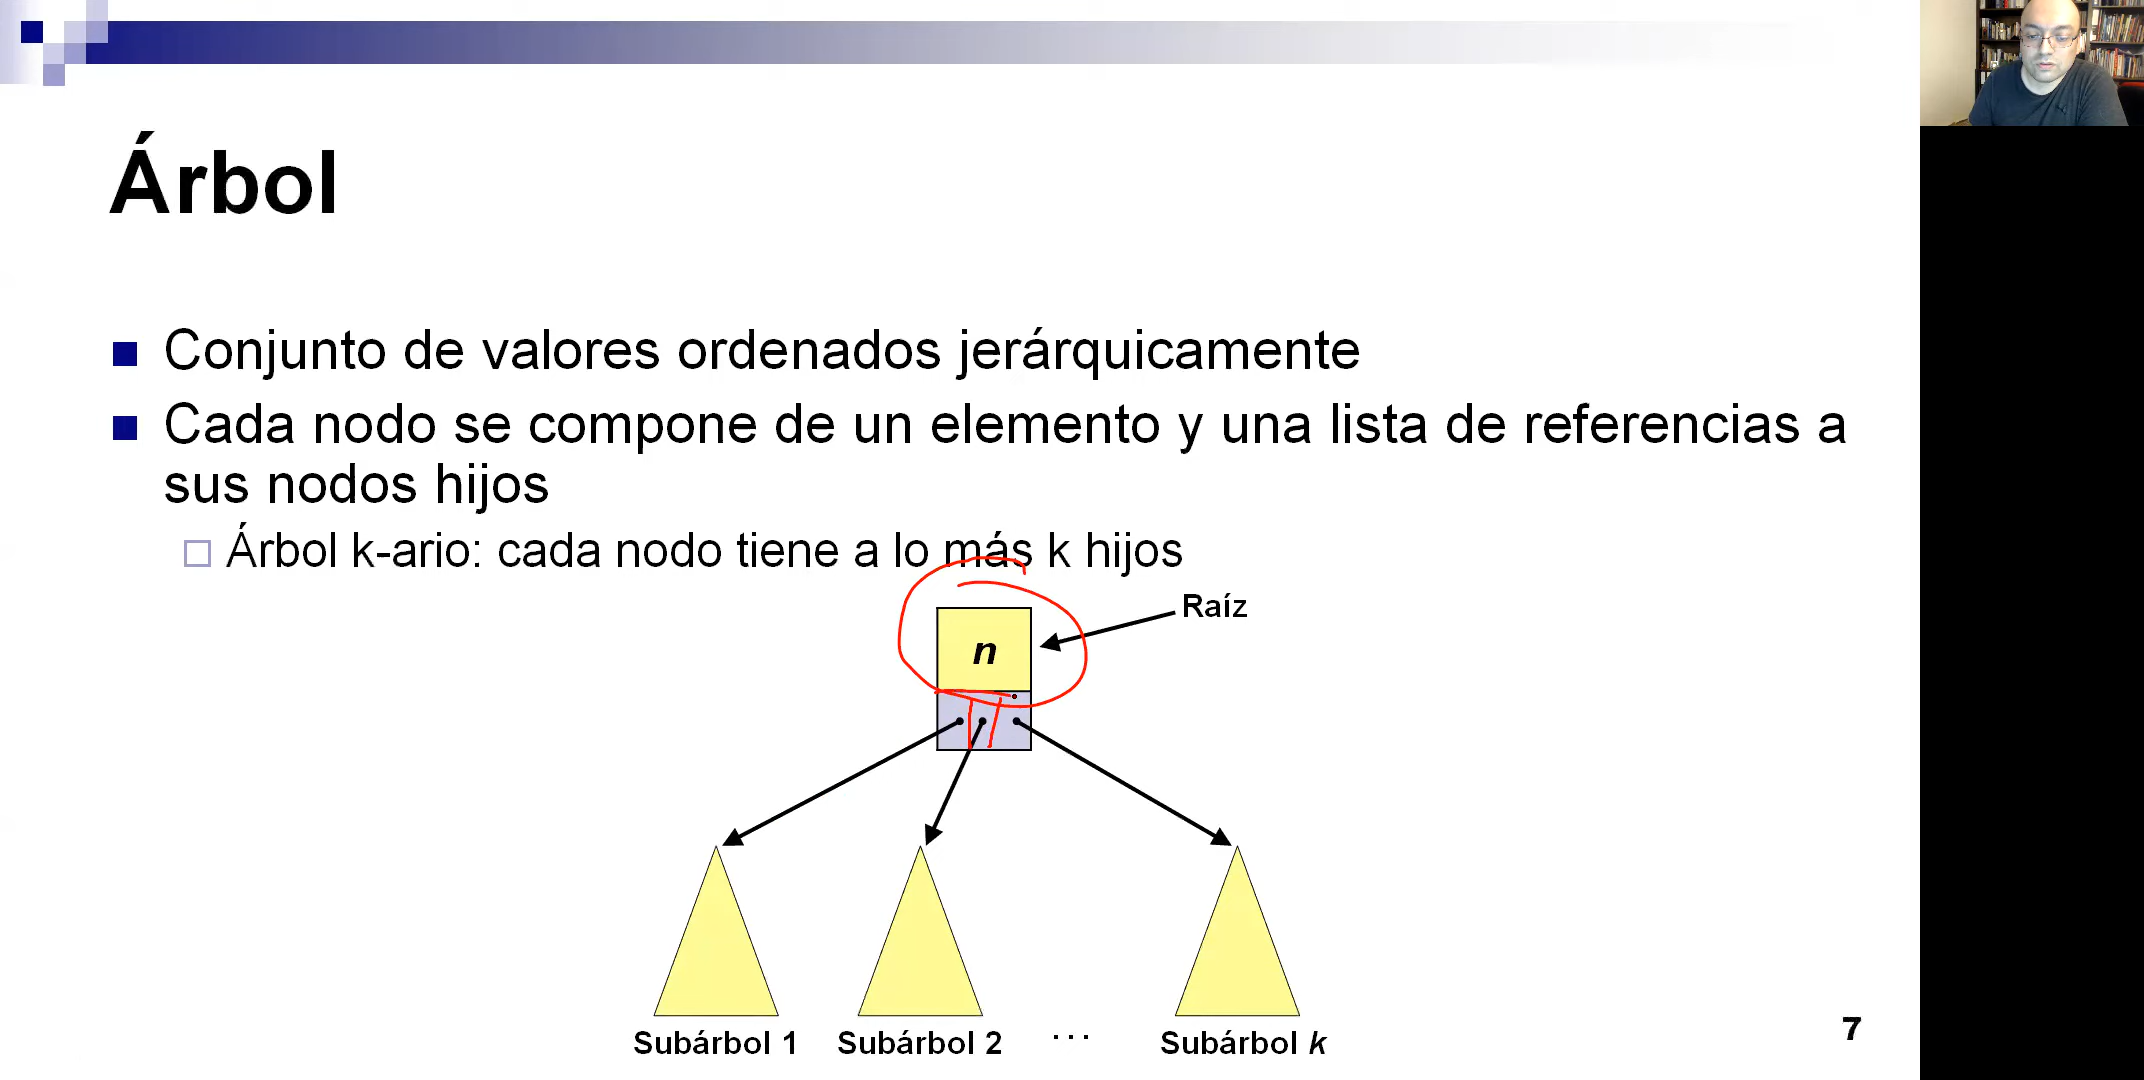 Árbol
Conjunto de valores ordenados jerárquicamente
Cada nodo se compone de un elemento y una lista de referencias a
sus nodos hijos
Árbol k-ario: cada nodo tiene a lo más k hijos
Raíz
n
Subárbol 1 Subárbol 2 ... Subárbol k
7